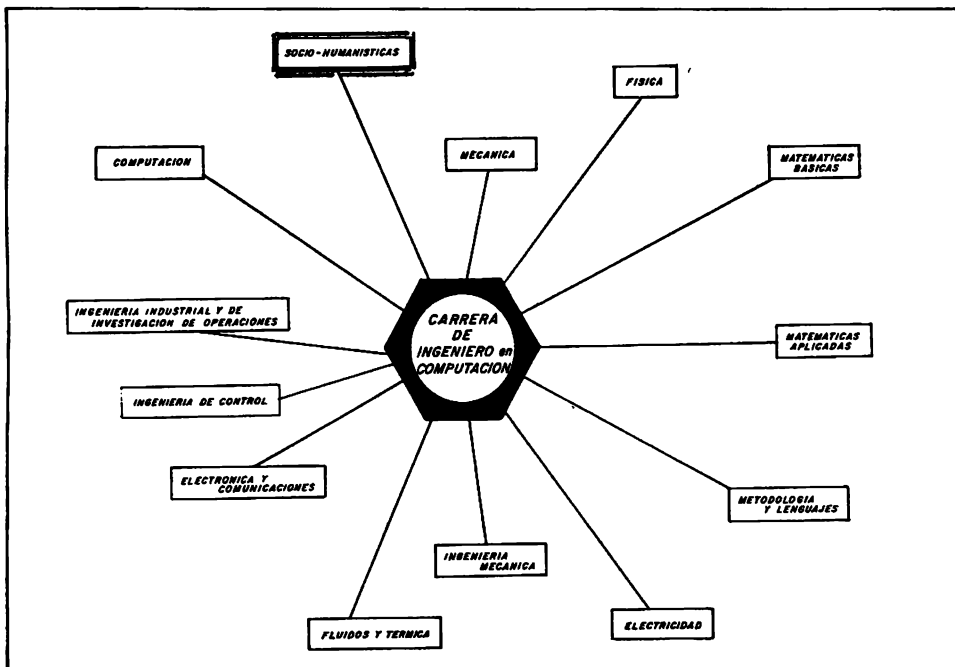 SOCIO-HUMANISTICAS
FISICA
COMPUTACION
MECANICA
MATEMATICAS
BASICAS
INGENIERIA INDUSTRIAL Y DE
INVESTIGACION DE OPERACIONES
CARRERA
DE
INGENIERO en
COMPUTACION
MATEMATICAS
APLICADAS
INGENIERIA DE CONTROL
ELECTRONICA Y
COMUNICACIONES
METODOLOGIA
Y LENGUAJES
INGENIERIA
MECANICA
FLUIDOS Y TERMICA
ELECTRICIDAD